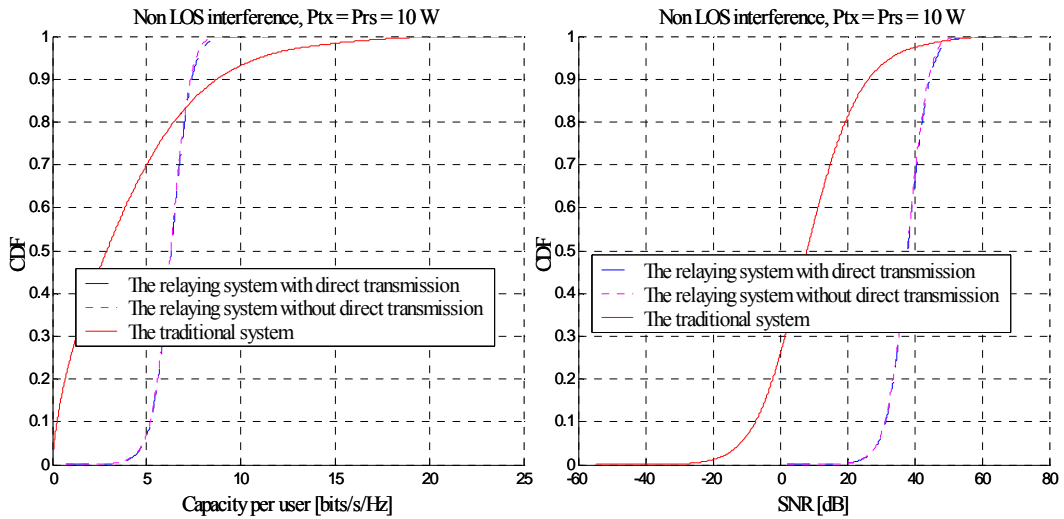 Non LOS interference, Ptx = Prs = 10 W
1
0.9
0.8
0.7
0.6
0.5
0.4
0.3
0.2
0.1
0
CDF
The relaying system with direct transmission
The relaying system without direct transmission
The traditional system
0 5 10 15 20 25
Capacity per user [bits/s/Hz]
Non LOS interference, Ptx = Prs = 10 W
1
0.9
0.8
0.7
0.6
0.5
0.4
0.3
0.2
0.1
0
CDF
The relaying system with direct transmission
The relaying system without direct transmission
The traditional system
-60 -40 -20 0 20 40 60 80
SNR [dB]